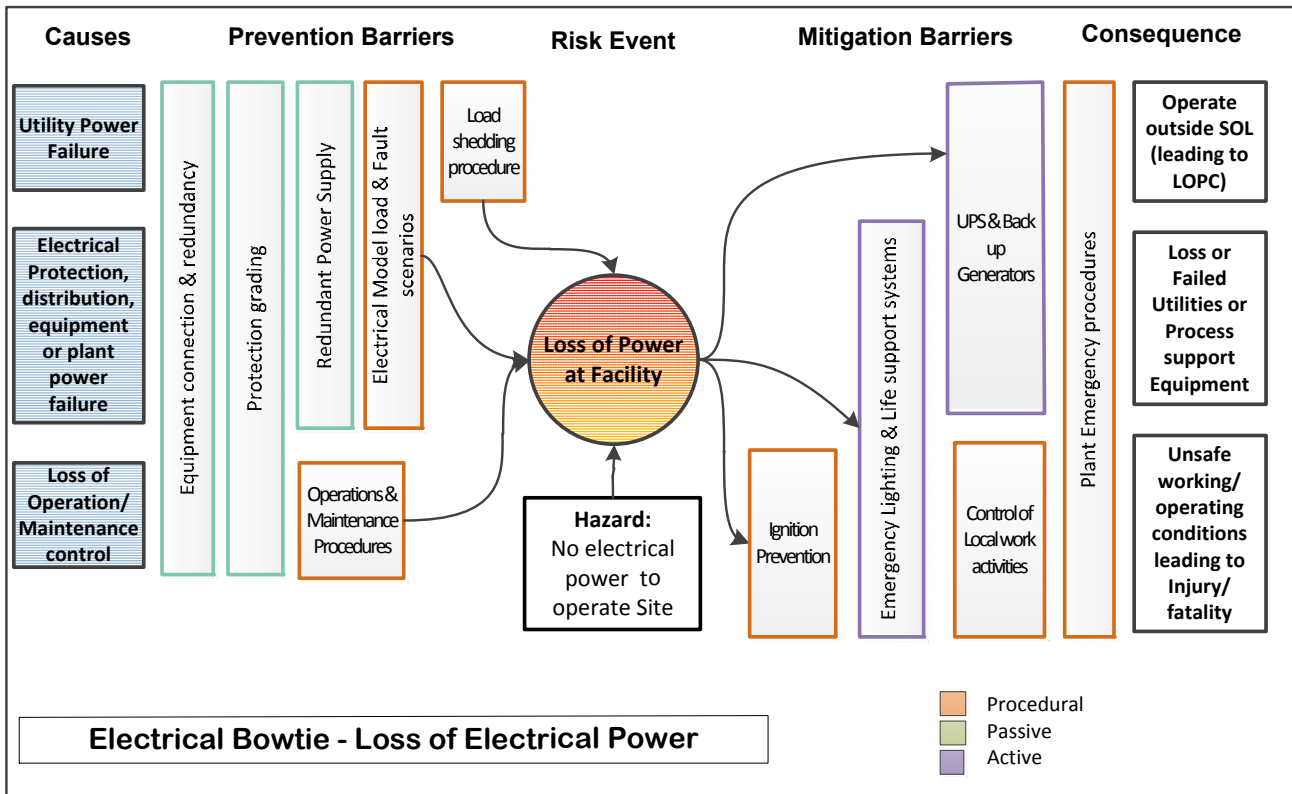 Causes
Prevention Barriers
Risk Event
Mitigation Barriers
Consequence
Utility Power
Failure
Electrical
Protection,
distribution,
equipment
or plant
power
failure
Loss of
Operation/
Maintenance
control
Equipment connection & redundancy
Protection grading
Redundant Power Supply
Electrical Model load & Fault
scenarios
Load
shedding
procedure
Operations &
Maintenance
Procedures
Loss of Power
at Facility
Hazard:
No electrical
power to
operate Site
Ignition
Prevention
Emergency Lighting & Life support systems
UPS & Back
up
Generators
Control of
Local work
activities
Plant Emergency procedures
Operate
outside SOL
(leading to
LOPC)
Loss or
Failed
Utilities or
Process
support
Equipment
Unsafe
working/
operating
conditions
leading to
Injury/
fatality
Electrical Bowtie - Loss of Electrical Power
Procedural
Passive
Active